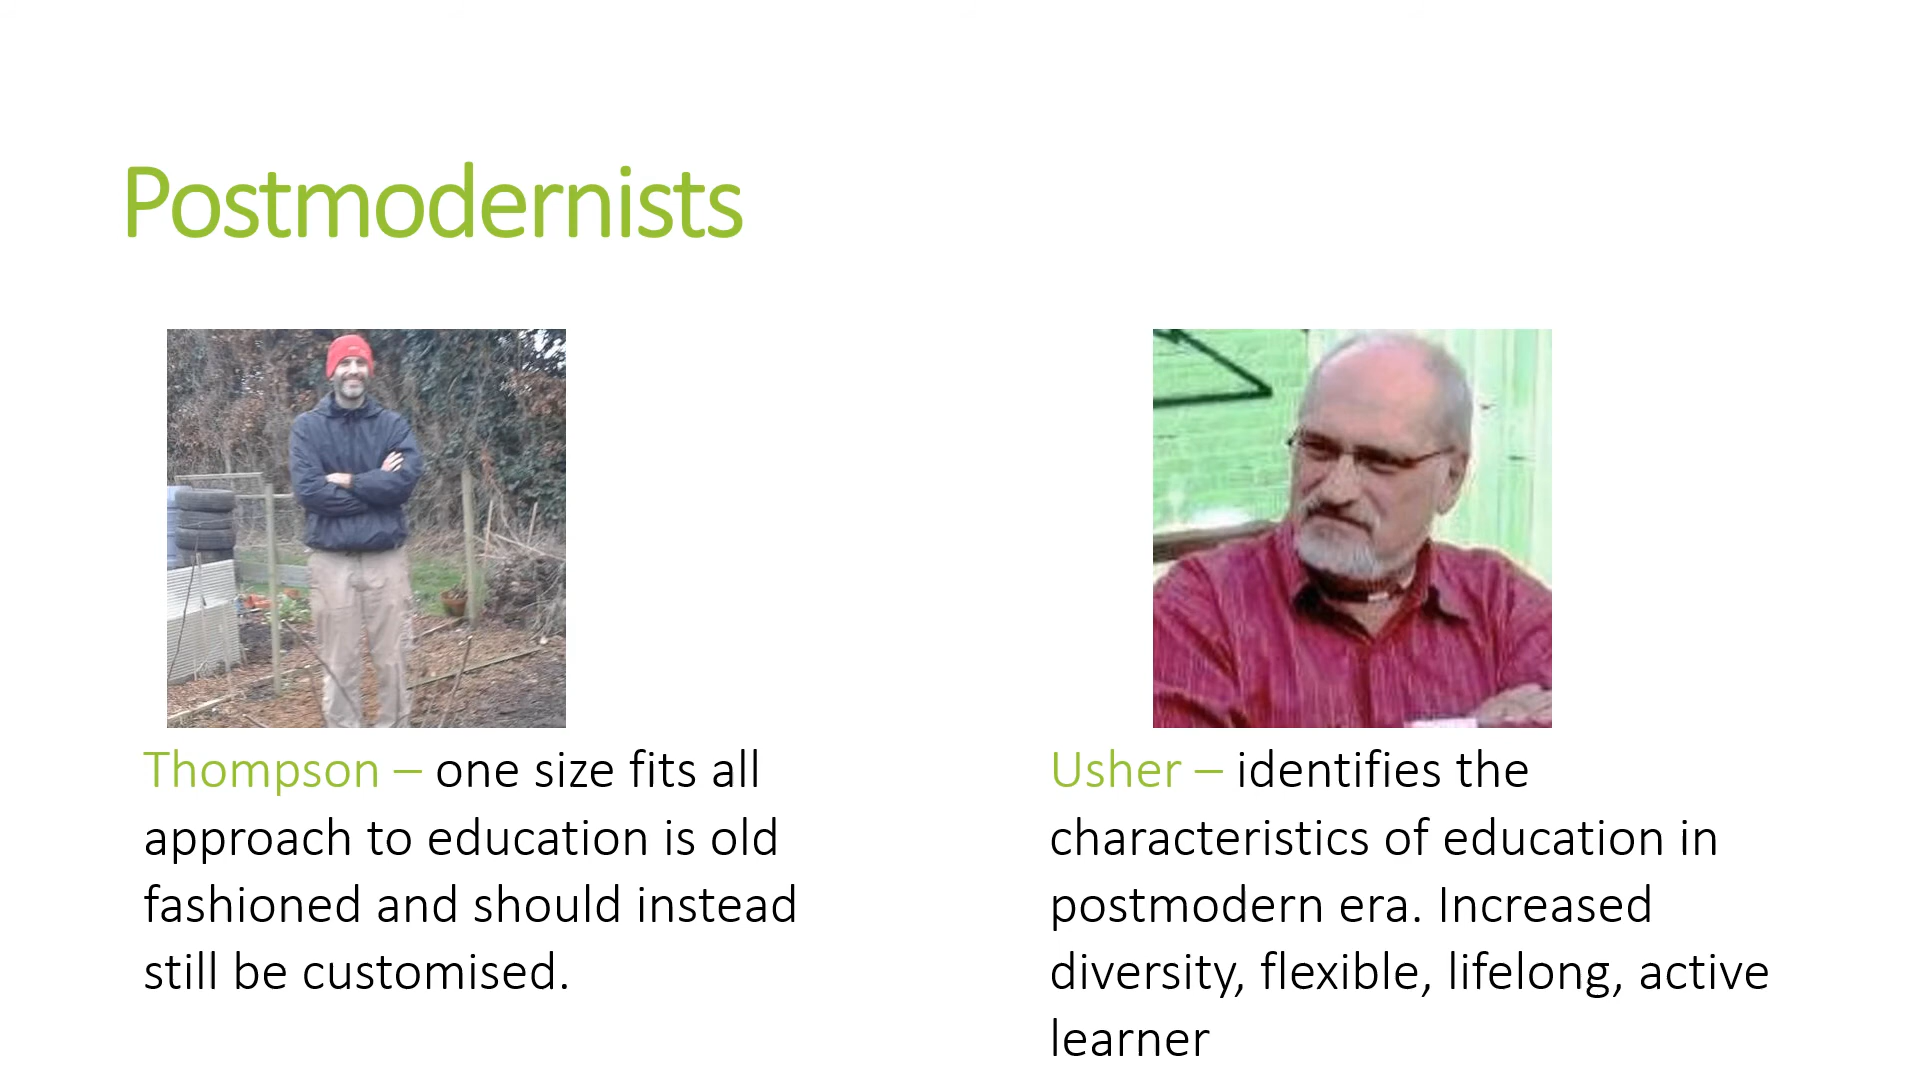 Postmodernists
Thompson – one size fits all
approach to education is old
fashioned and should instead
still be customised.
Usher – identifies the
characteristics of education in
postmodern era. Increased
diversity, flexible, lifelong, active
learner